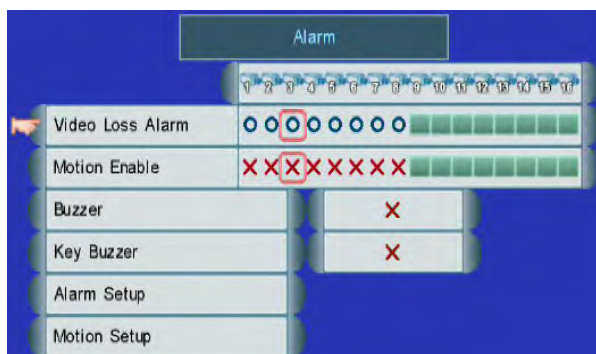 Alarm
1 2 3 4 5 6 7 8 9 10 11 12 13 14 15 16
Video Loss Alarm O O O O O O O O
Motion Enable X X X X X X X X
Buzzer X
Key Buzzer X
Alarm Setup
Motion Setup